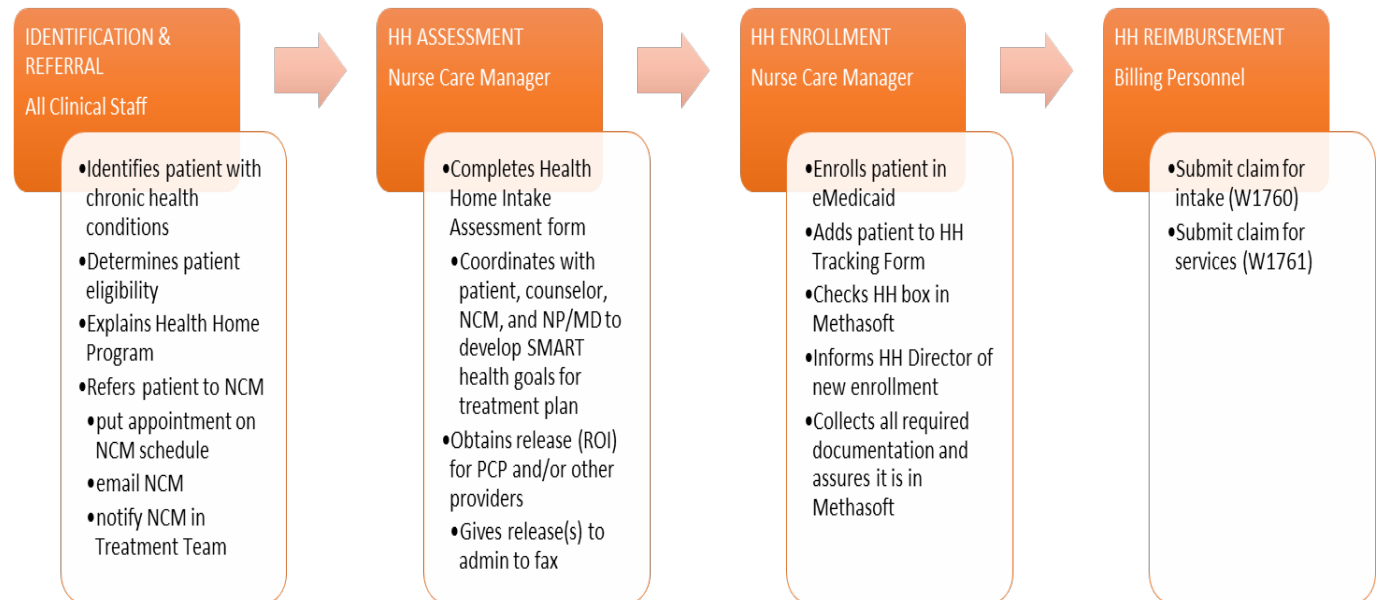 IDENTIFICATION &
REFERRAL
All Clinical Staff
•Identifies patient with
chronic health
conditions
•Determines patient
eligibility
•Explains Health Home
Program
•Refers patient to NCM
•put appointment on
NCM schedule
•email NCM
•notify NCM in
Treatment Team
HH ASSESSMENT
Nurse Care Manager
•Completes Health
Home Intake
Assessment form
•Coordinates with
patient, counselor,
NCM, and NP/MD to
develop SMART
health goals for
treatment plan
•Obtains release (ROI)
for PCP and/or other
providers
•Gives release(s) to
admin to fax
HH ENROLLMENT
Nurse Care Manager
•Enrolls patient in
eMedicaid
•Adds patient to HH
Tracking Form
•Checks HH box in
Methasoft
•Informs HH Director of
new enrollment
•Collects all required
documentation and
assures it is in
Methasoft
HH REIMBURSEMENT
Billing Personnel
•Submit claim for
intake (W1760)
•Submit claim for
services (W1761)